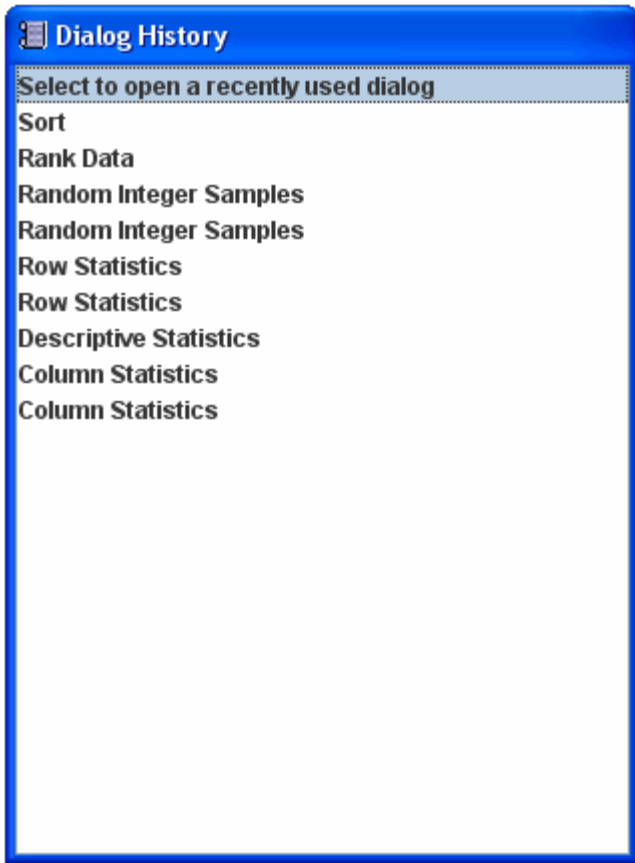 Dialog History
Select to open a recently used dialog
Sort
Rank Data
Random Integer Samples
Random Integer Samples
Row Statistics
Row Statistics
Descriptive Statistics
Column Statistics
Column Statistics